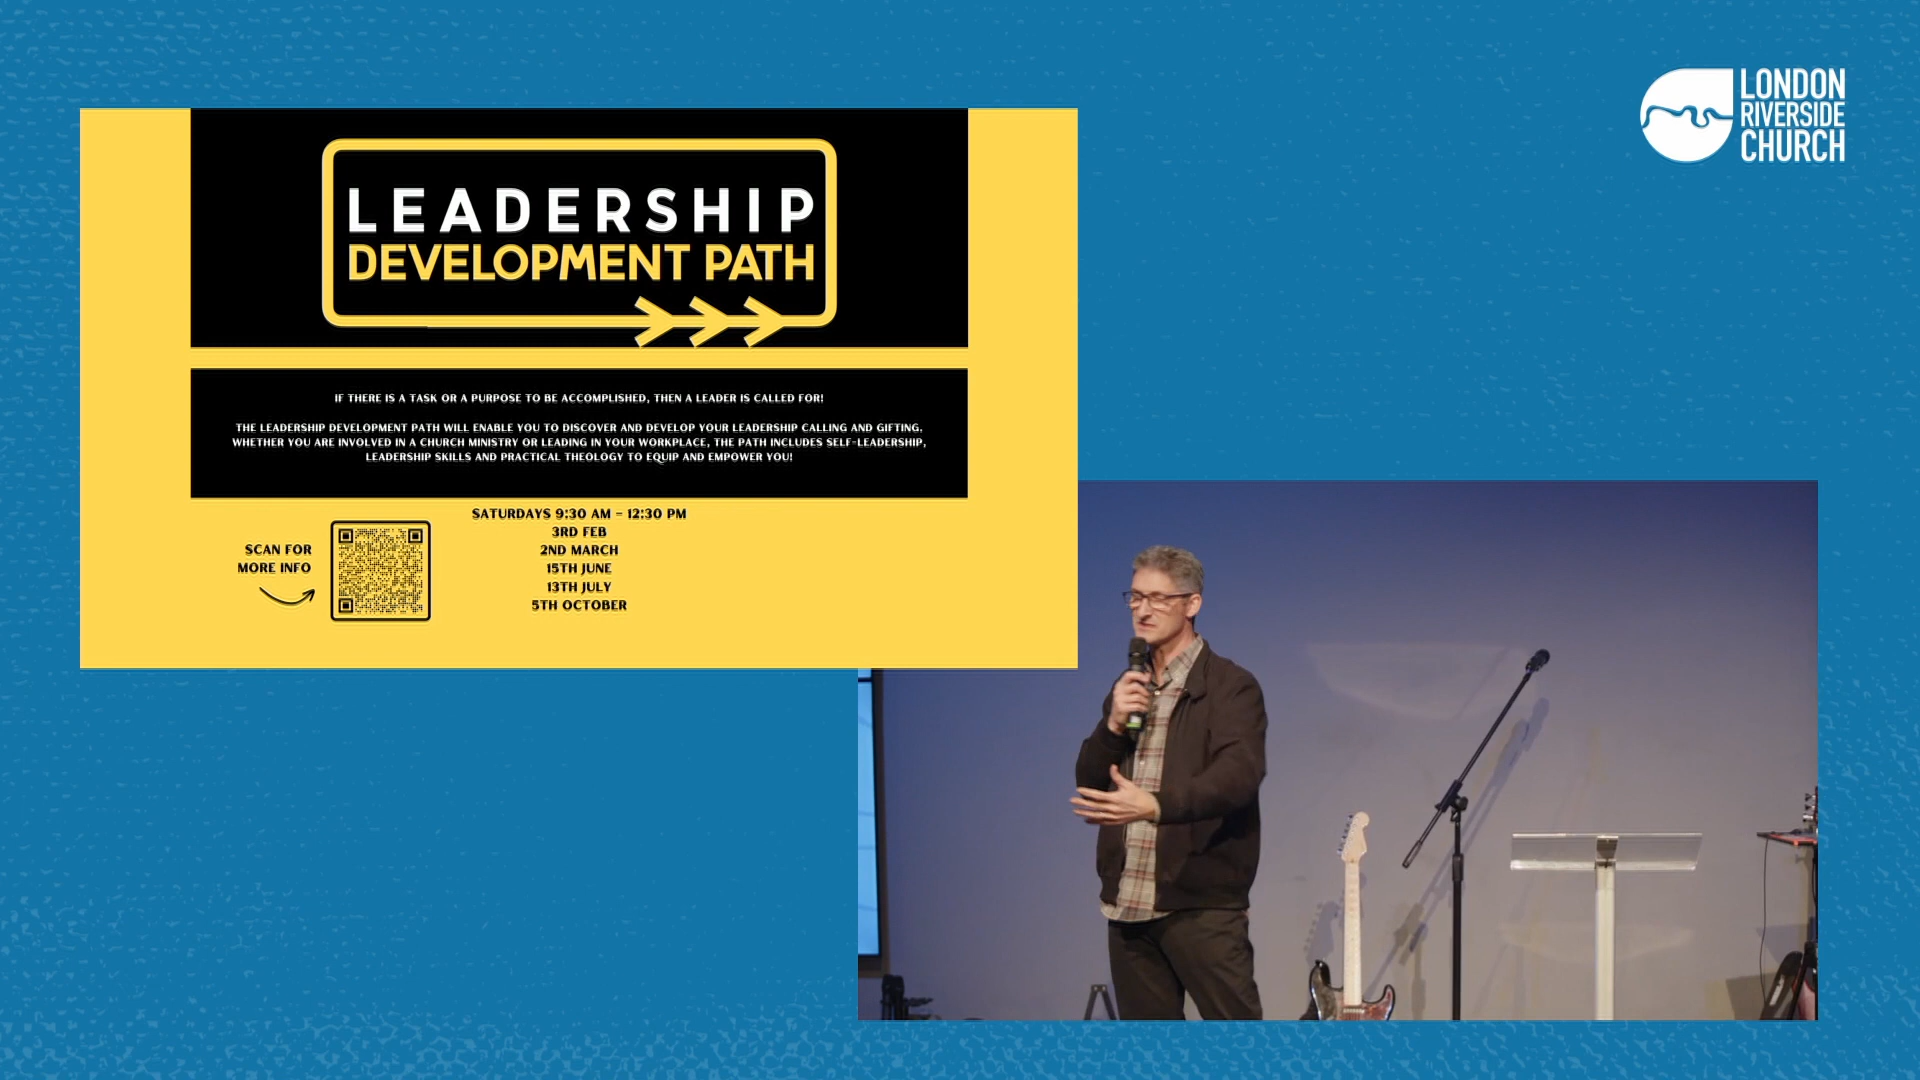 LONDON
RIVERSIDE
CHURCH
LEADERSHIP
DEVELOPMENT PATH
IF THERE IS A TASK OR A PURPOSE TO BE ACCOMPLISHED, THEN A LEADER IS CALLED FOR!
THE LEADERSHIP DEVELOPMENT PATH WILL ENABLE YOU TO DISCOVER AND DEVELOP YOUR LEADERSHIP CALLING AND GIFTING.
WHETHER YOU ARE INVOLVED IN A CHURCH MINISTRY OR LEADING IN YOUR WORKPLACE, THE PATH INCLUDES SELF-LEADERSHIP,
LEADERSHIP SKILLS AND PRACTICAL THEOLOGY TO EQUIP AND EMPOWER YOU!
SCAN FOR
MORE INFO
SATURDAYS 9:30 AM - 12:30 PM
3RD FEB
2ND MARCH
15TH JUNE
13TH JULY
5TH OCTOBER